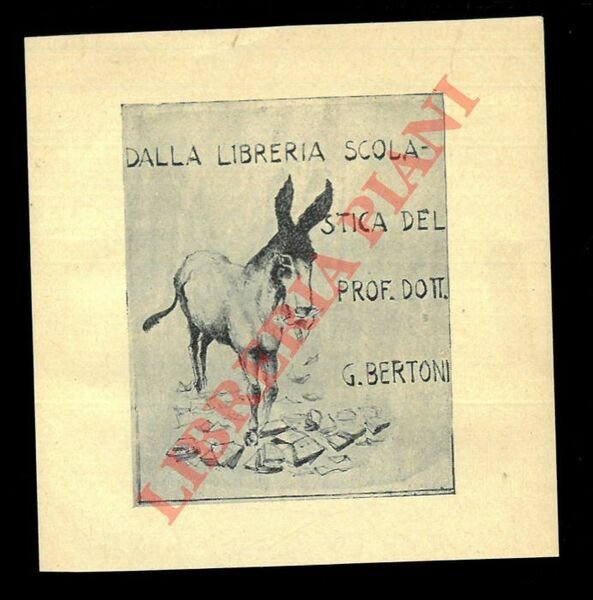 DALLA LIBRERIA SCOLA-
STICA DEL
PROF. DOTT.
G. BERTONI
LIBRERIA PIANI